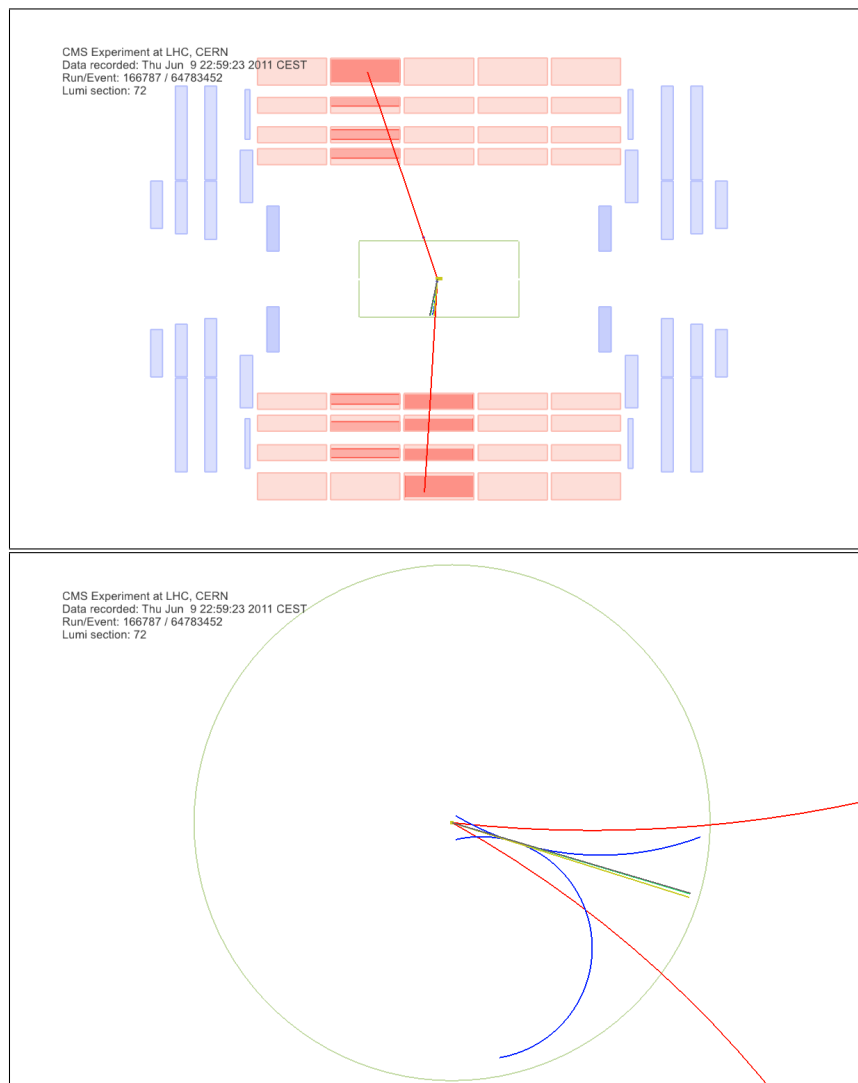 CMS Experiment at LHC, CERN
Data recorded: Thu Jun  9 22:59:23 2011 CEST
Run/Event: 166787 / 64783452
Lumi section: 72
CMS Experiment at LHC, CERN
Data recorded: Thu Jun  9 22:59:23 2011 CEST
Run/Event: 166787 / 64783452
Lumi section: 72